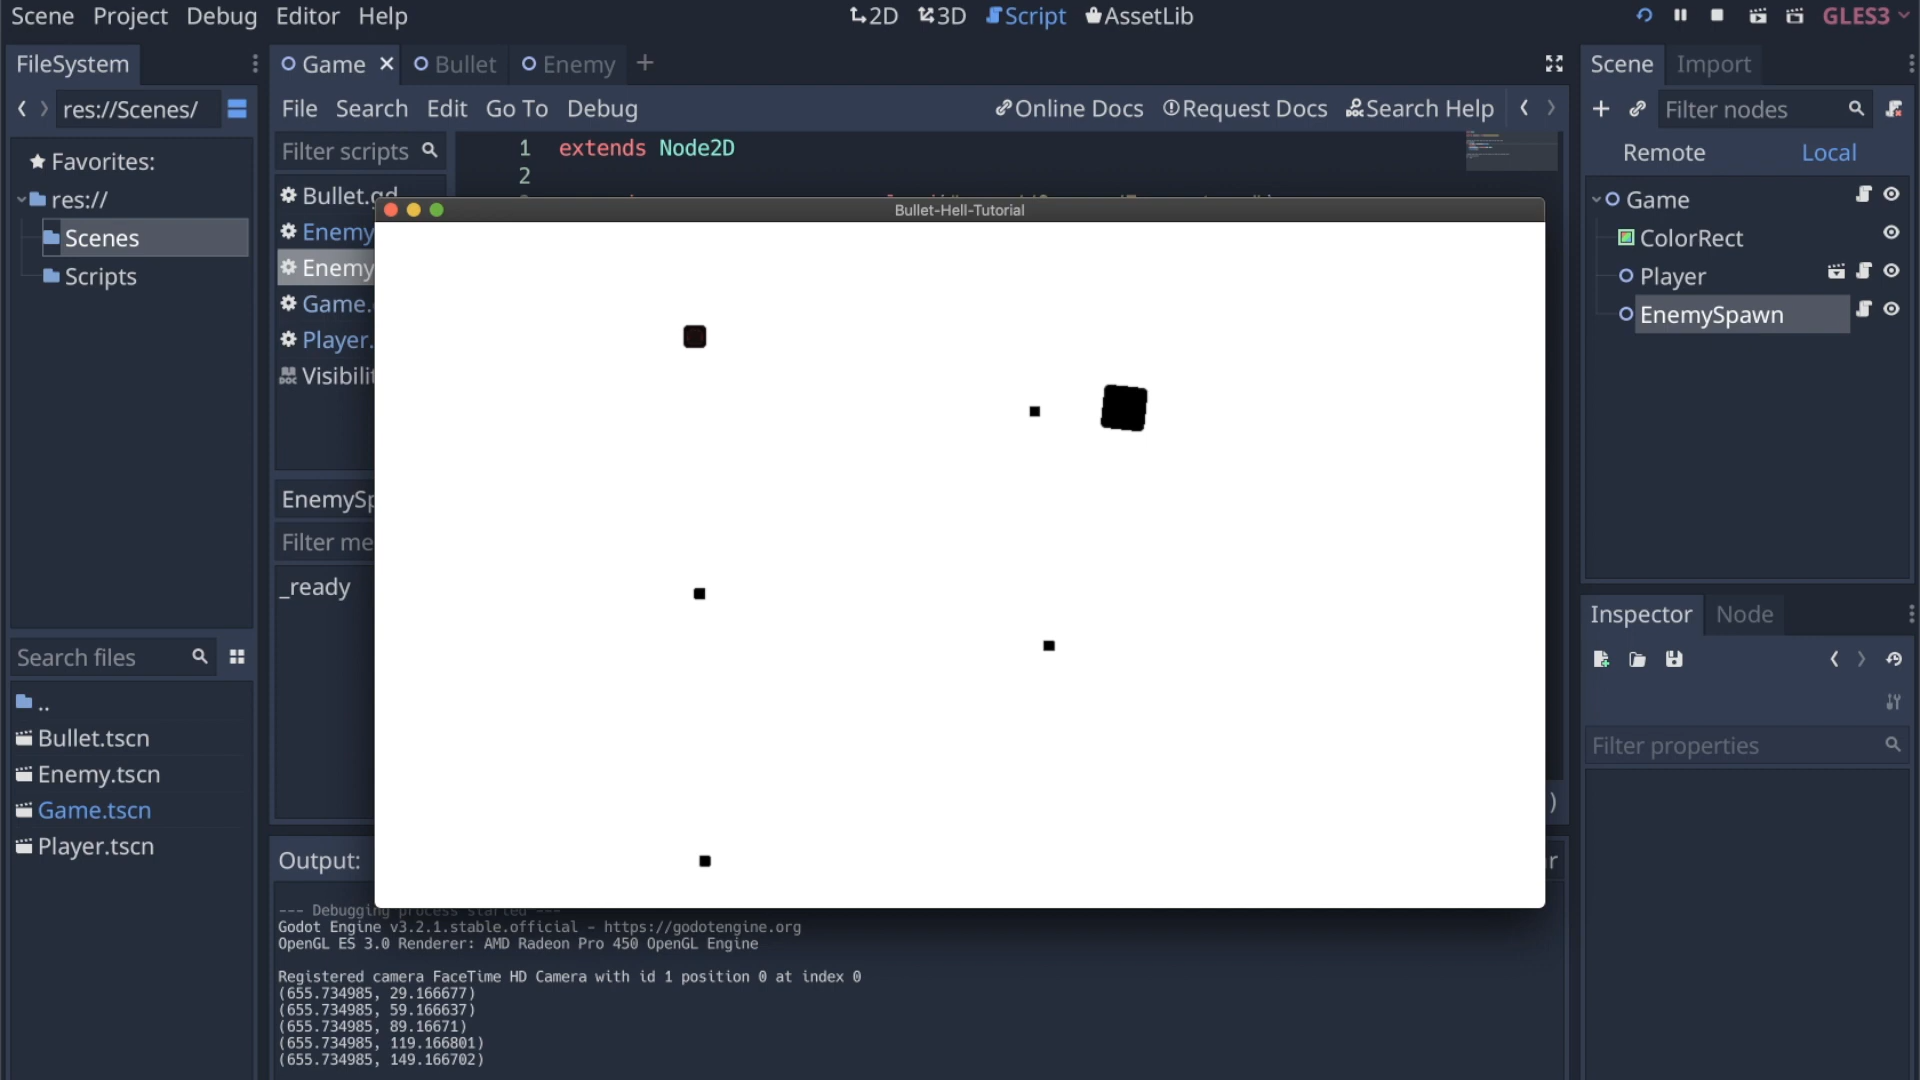 Scene Project Debug Editor Help
2D 3D Script AssetLib
GLES3
FileSystem
Game Bullet Enemy
Scene Import
res://Scenes/
File Search Edit Go To Debug
Online Docs Request Docs Search Help
Filter nodes
Favorites:
Filter scripts
1 extends Node2D
2
Remote Local
res://
Bullet.gd
Bullet-Hell-Tutorial
Game
Scenes
Enemy
ColorRect
Scripts
Enemy
Player
Game.
EnemySpawn
Player.
Visibili
EnemySp
Filter me
_ready
Inspector Node
Search files
..
Bullet.tscn
Filter properties
Enemy.tscn
Game.tscn
)
Player.tscn
Output:
r
--- Debugging process started ---
Godot Engine v3.2.1.stable.official - https://godotengine.org
OpenGL ES 3.0 Renderer: AMD Radeon Pro 450 OpenGL Engine
Registered camera FaceTime HD Camera with id 1 position 0 at index 0
(655.734985, 29.166677)
(655.734985, 59.166637)
(655.734985, 89.16671)
(655.734985, 119.166801)
(655.734985, 149.166702)